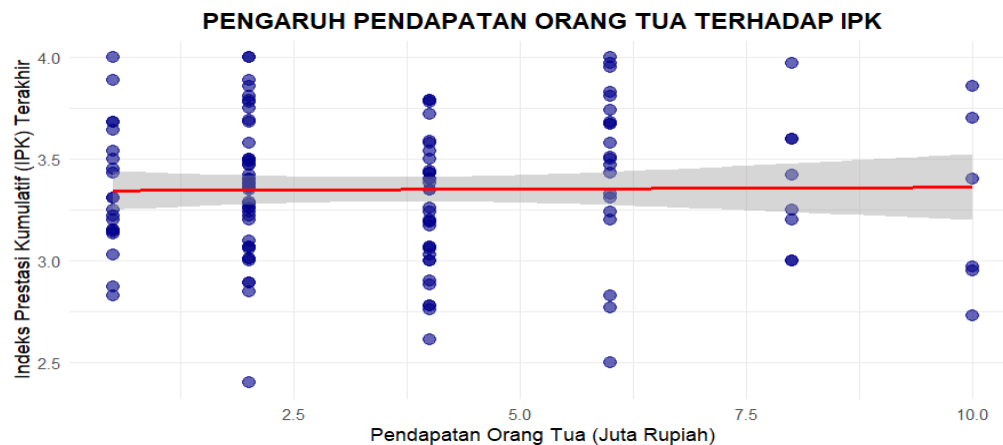 PENGARUH PENDAPATAN ORANG TUA TERHADAP IPK
Indeks Prestasi Kumulatif (IPK) Terakhir
4.0
3.5
3.0
2.5
2.5
5.0
7.5
10.0
Pendapatan Orang Tua (Juta Rupiah)